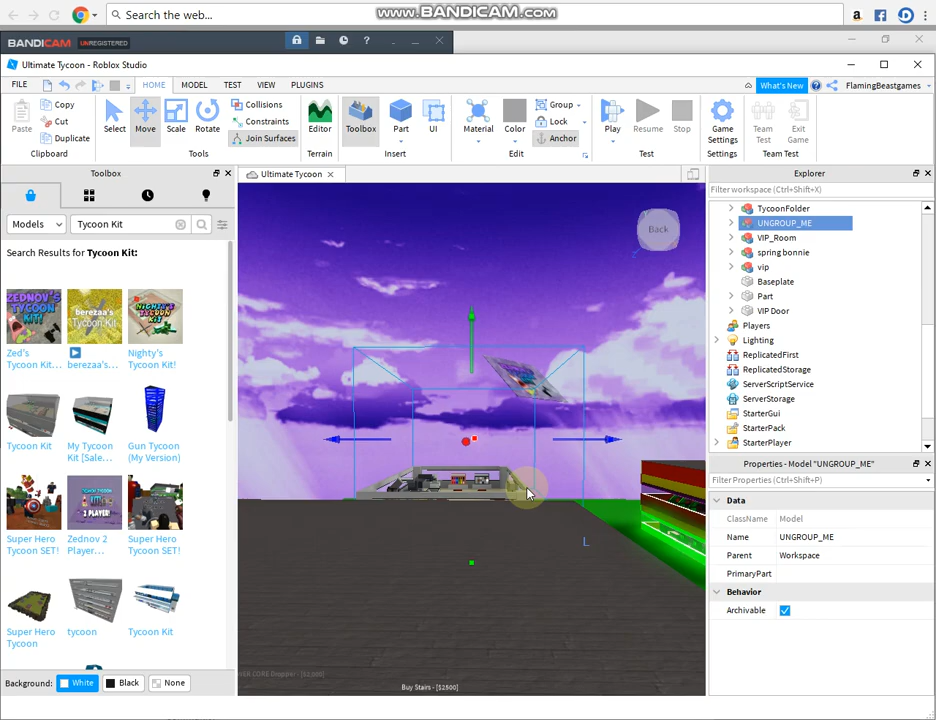 www.BANDICAM.com
Search the web...
BANDICAM UNREGISTERED
Ultimate Tycoon - Roblox Studio
FILE HOME MODEL TEST VIEW PLUGINS What's New FlamingBeastgames
Paste Copy Cut Duplicate
Clipboard
Select Move Scale Rotate Collisions Constraints Join Surfaces
Tools
Editor
Terrain
Toolbox Part UI
Insert
Material Color Group Lock Anchor
Edit
Play Resume Stop
Test
Game Settings
Settings
Team Test Exit Game
Team Test
Toolbox
Models Tycoon Kit
Search Results for Tycoon Kit:
Zed's Tycoon Kit...
berezaa's Tycoon Kit
berezaa's...
Nighty's Tycoon Kit!
Tycoon Kit
My Tycoon Kit [Sale...
Gun Tycoon (My Version)
Super Hero Tycoon SET!
Zednov 2 Player...
Super Hero Tycoon SET!
Super Hero Tycoon
tycoon
Tycoon Kit
Background: White Black None
Ultimate Tycoon
Back
L
Buy Stairs - [$2500]
Explorer
Filter workspace (Ctrl+Shift+X)
TycoonFolder
UNGROUP_ME
VIP_Room
spring bonnie
vip
Baseplate
Part
VIP Door
Players
Lighting
ReplicatedFirst
ReplicatedStorage
ServerScriptService
ServerStorage
StarterGui
StarterPack
StarterPlayer
Properties - Model "UNGROUP_ME"
Filter Properties (Ctrl+Shift+P)
Data
ClassName Model
Name UNGROUP_ME
Parent Workspace
PrimaryPart
Behavior
Archivable